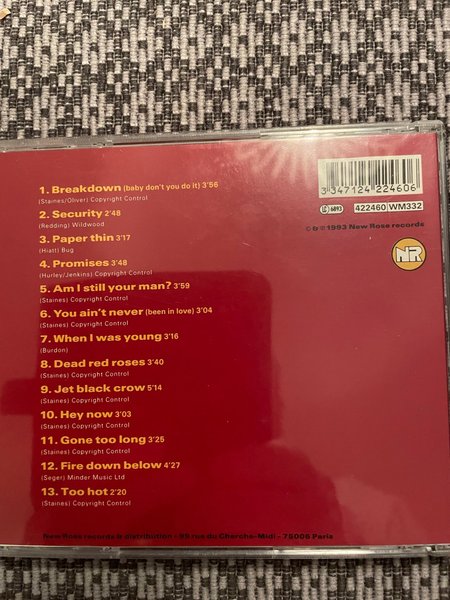 1. Breakdown (baby don't you do it) 3'56
(Staines/Oliver) Copyright Control
2. Security 2'48
(Redding) Wildwood
3. Paper thin 3'17
(Hiatt) Bug
4. Promises 3'48
(Hurley/Jenkins) Copyright Control
5. Am I still your man? 3'59
(Staines) Copyright Control
6. You ain't never (been in love) 3'04
(Staines) Copyright Control
7. When I was young 3'16
(Burdon)
8. Dead red roses 3'40
(Staines) Copyright Control
9. Jet black crow 5'14
(Staines) Copyright Control
10. Hey now 3'03
(Staines) Copyright Control
11. Gone too long 3'25
(Staines) Copyright Control
12. Fire down below 4'27
(Seger) Minder Music Ltd
13. Too hot 2'20
(Staines) Copyright Control
3 347124 224606
LC 6893 422460 WM332
© & ℗ 1993 New Rose records
NR
New Rose records & distribution - 99 rue du Cherche-Midi - 75006 Paris